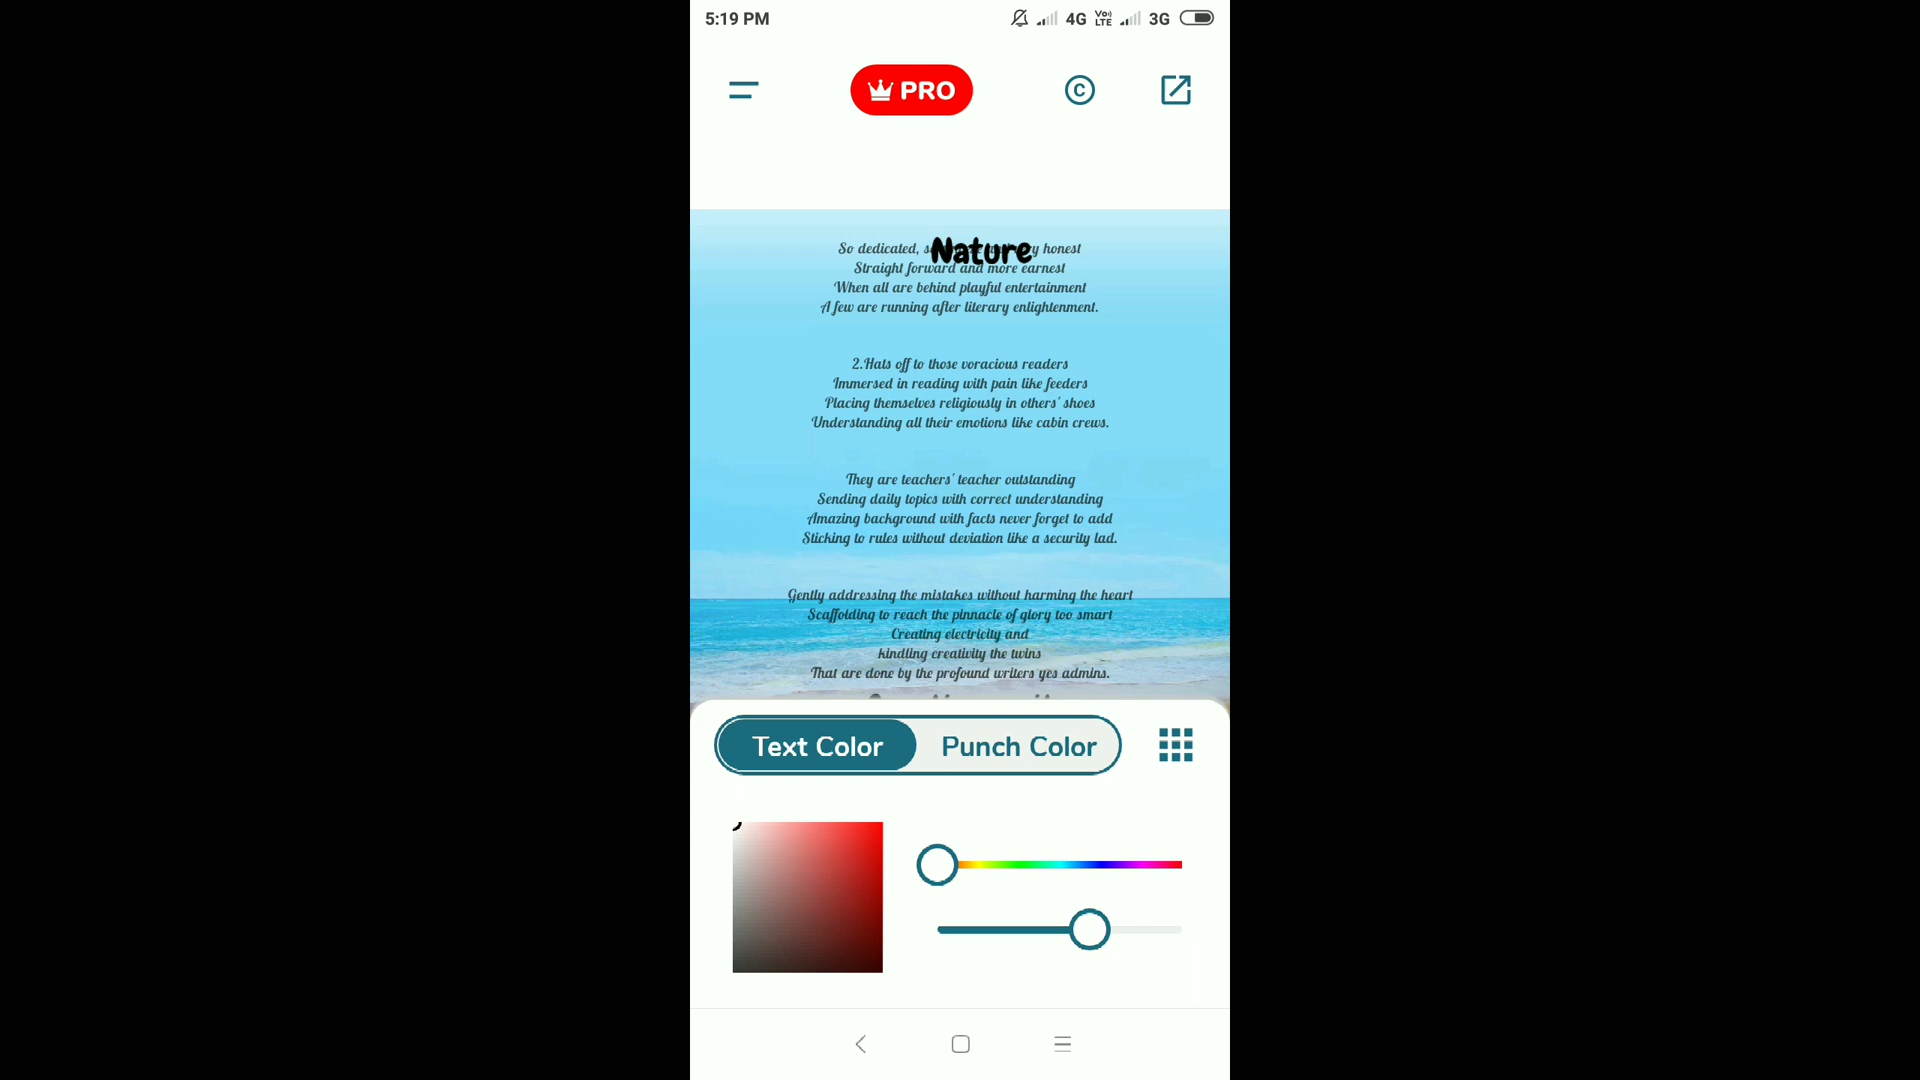 5:19 PM
4G
Vo))
LTE
3G
PRO
C
Nature
So dedicated, honest
Straight forward and more earnest
When all are behind playful entertainment
A few are running after literary enlightenment.
2.Hats off to those voracious readers
Immersed in reading with pain like feeders
Placing themselves religiously in others' shoes
Understanding all their emotions like cabin crews.
They are teachers' teacher outstanding
Sending daily topics with correct understanding
Amazing background with facts never forget to add
Sticking to rules without deviation like a security lad.
Gently addressing the mistakes without harming the heart
Scaffolding to reach the pinnacle of glory too smart
Creating electricity and
kindling creativity the twins
That are done by the profound writers yes admins.
Text Color
Punch Color